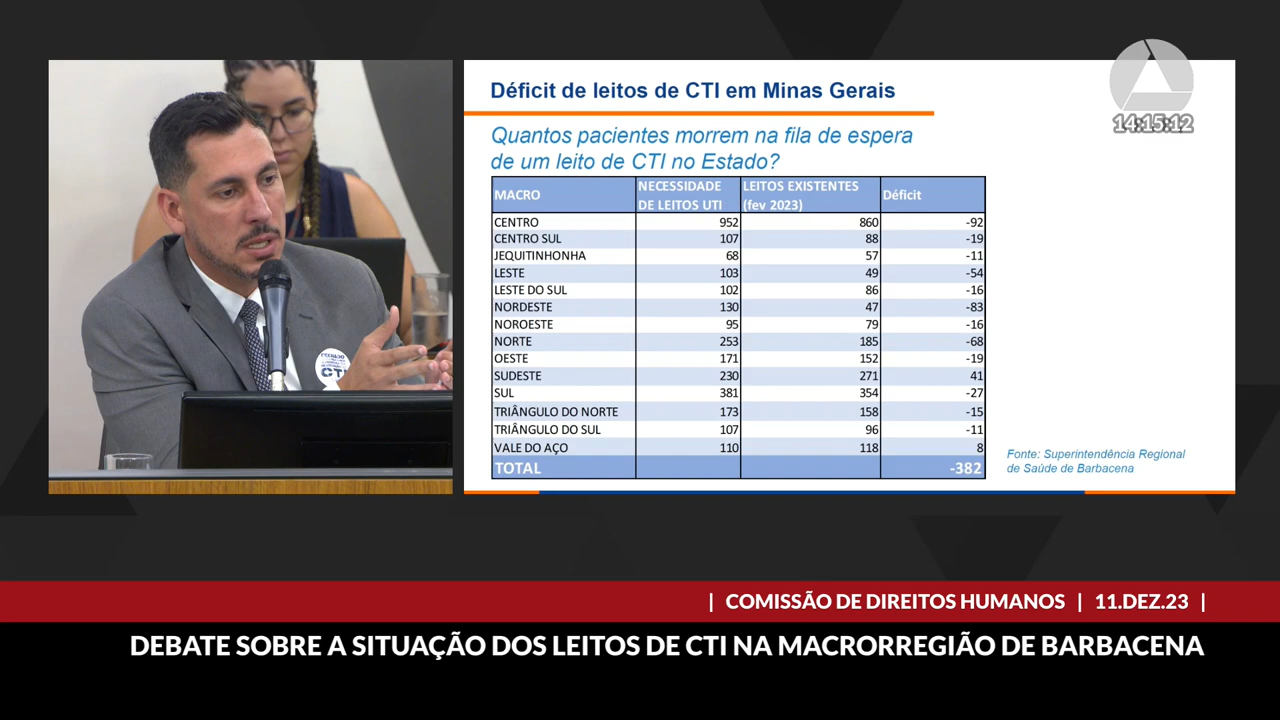 Déficit de leitos de CTI em Minas Gerais
14:15:12
Quantos pacientes morrem na fila de espera
de um leito de CTI no Estado?
MACRO NECESSIDADE DE LEITOS UTI LEITOS EXISTENTES (fev 2023) Déficit
CENTRO 952 860 -92
CENTRO SUL 107 88 -19
JEQUITINHONHA 68 57 -11
LESTE 103 49 -54
LESTE DO SUL 102 86 -16
NORDESTE 130 47 -83
NOROESTE 95 79 -16
NORTE 253 185 -68
OESTE 171 152 -19
SUDESTE 230 271 41
SUL 381 354 -27
TRIÂNGULO DO NORTE 173 158 -15
TRIÂNGULO DO SUL 107 96 -11
VALE DO AÇO 110 118 8
TOTAL -382
Fonte: Superintendência Regional
de Saúde de Barbacena
CTI
| COMISSÃO DE DIREITOS HUMANOS | 11.DEZ.23 |
DEBATE SOBRE A SITUAÇÃO DOS LEITOS DE CTI NA MACRORREGIÃO DE BARBACENA